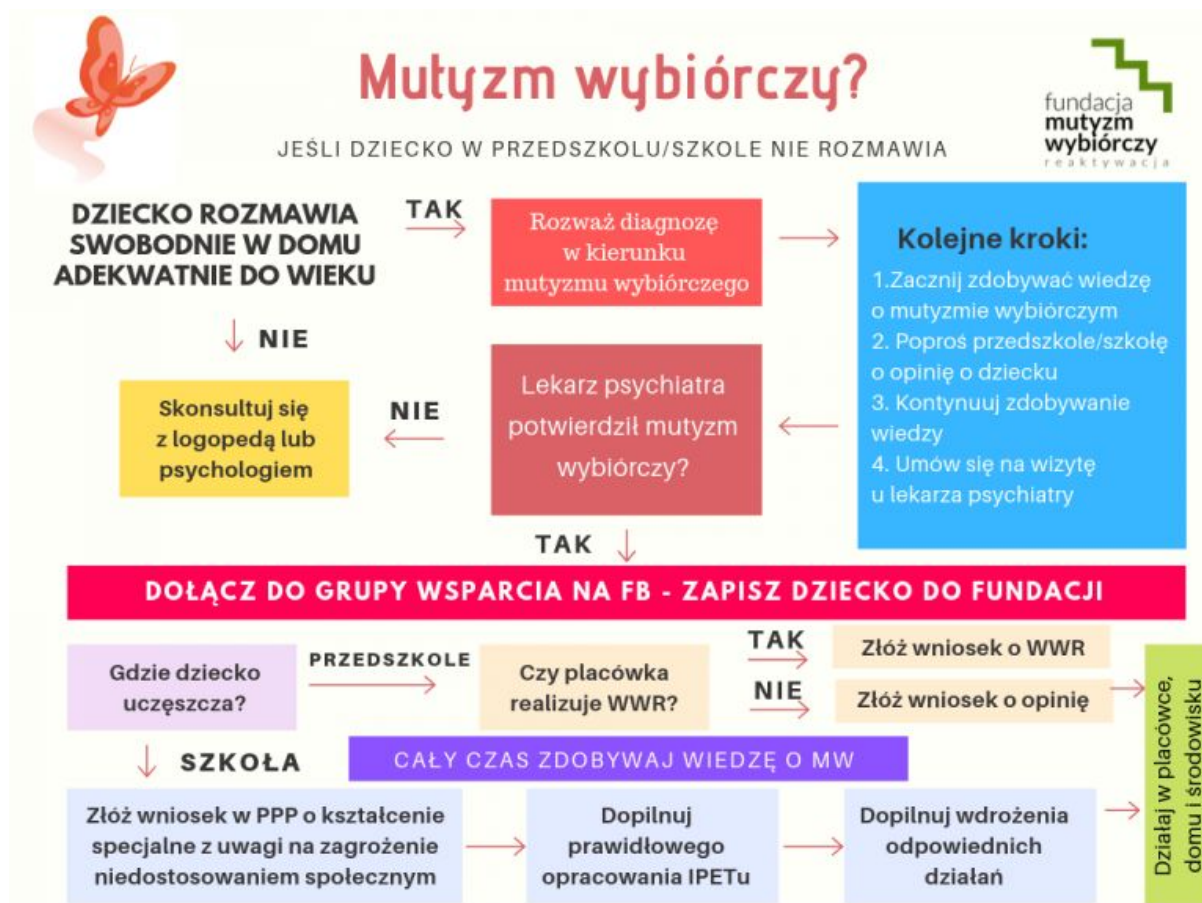 Mutyzm wybiórczy?
fundacja
mutyzm
wybiórczy
reaktywacja
JEŚLI DZIECKO W PRZEDSZKOLU/SZKOLE NIE ROZMAWIA
DZIECKO ROZMAWIA
SWOBODNIE W DOMU
ADEKWATNIE DO WIEKU
TAK
Rozważ diagnozę
w kierunku
mutyzmu wybiórczego
Kolejne kroki:
1.Zacznij zdobywać wiedzę
o mutyzmie wybiórczym
2. Poproś przedszkole/szkołę
o opinię o dziecku
3. Kontynuuj zdobywanie
wiedzy
4. Umów się na wizytę
u lekarza psychiatry
NIE
Skonsultuj się
z logopedą lub
psychologiem
NIE
Lekarz psychiatra
potwierdził mutyzm
wybiórczy?
TAK
DOŁĄCZ DO GRUPY WSPARCIA NA FB - ZAPISZ DZIECKO DO FUNDACJI
Gdzie dziecko
uczęszcza?
PRZEDSZKOLE
Czy placówka
realizuje WWR?
TAK
Złóż wniosek o WWR
NIE
Złóż wniosek o opinię
SZKOŁA
CAŁY CZAS ZDOBYWAJ WIEDZĘ O MW
Złóż wniosek w PPP o kształcenie
specjalne z uwagi na zagrożenie
niedostosowaniem społecznym
Dopilnuj
prawidłowego
opracowania IPETu
Dopilnuj wdrożenia
odpowiednich
działań
Działaj w placówce,
domu i środowisku